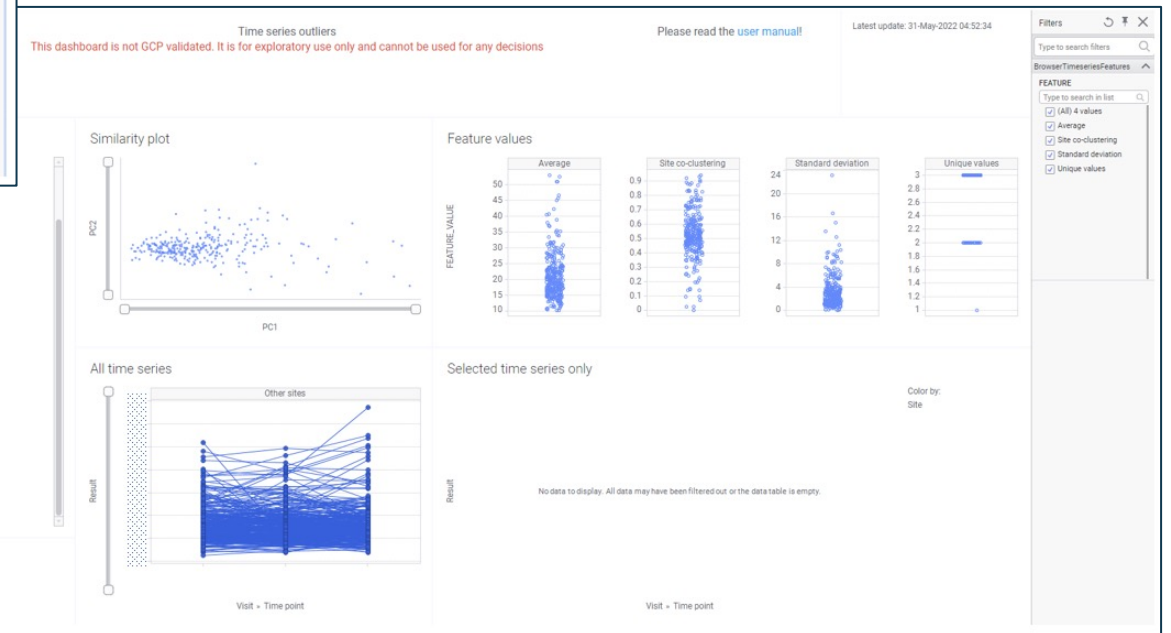 Time series outliers
This dashboard is not GCP validated. It is for exploratory use only and cannot be used for any decisions
Please read the user manual!
Latest update: 31-May-2022 04:52:34
Filters
Type to search filters
BrowserTimeseriesFeatures
FEATURE
Type to search in list
(All) 4 values
Average
Site co-clustering
Standard deviation
Unique values
Similarity plot
PC2
PC1
Feature values
FEATURE_VALUE
Average
50
45
40
35
30
25
20
15
10
Site co-clustering
0.9
0.8
0.7
0.6
0.5
0.4
0.3
0.2
0.1
0
Standard deviation
24
20
16
12
8
4
0
Unique values
3
2.8
2.6
2.4
2.2
2
1.8
1.6
1.4
1.2
1
All time series
Other sites
Result
Visit × Time point
Selected time series only
Color by:
Site
Result
No data to display. All data may have been filtered out or the data table is empty.
Visit × Time point